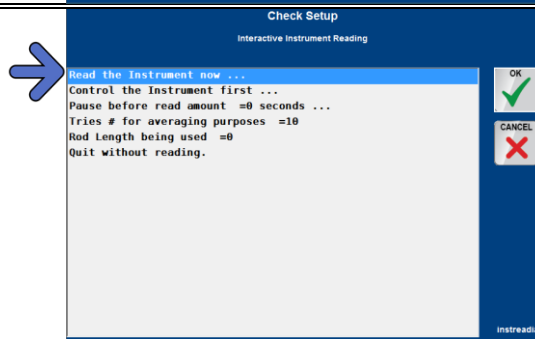 Check Setup
Interactive Instrument Reading
Read the Instrument now ...
Control the Instrument first ...
Pause before read amount =0 seconds ...
Tries # for averaging purposes =10
Rod Length being used =0
Quit without reading.
OK
CANCEL